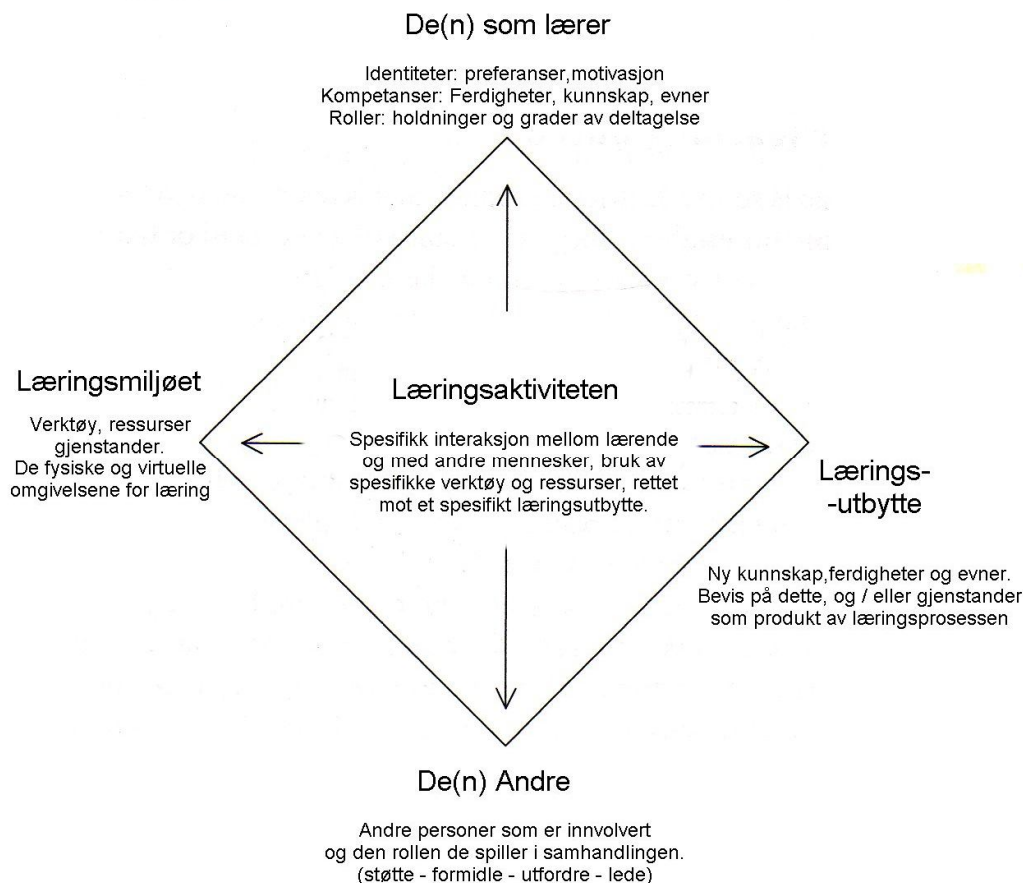 De(n) som lærer
Identiteter: preferanser,motivasjon
Kompetanser: Ferdigheter, kunnskap, evner
Roller: holdninger og grader av deltagelse
Læringsmiljøet
Verktøy, ressurser
gjenstander.
De fysiske og virtuelle
omgivelsene for læring
Læringsaktiviteten
Spesifikk interaksjon mellom lærende
og med andre mennesker, bruk av
spesifikke verktøy og ressurser, rettet
mot et spesifikt læringsutbytte.
Lærings-
-utbytte
Ny kunnskap,ferdigheter og evner.
Bevis på dette, og / eller gjenstander
som produkt av læringsprosessen
De(n) Andre
Andre personer som er innvolvert
og den rollen de spiller i samhandlingen.
(støtte - formidle - utfordre - lede)